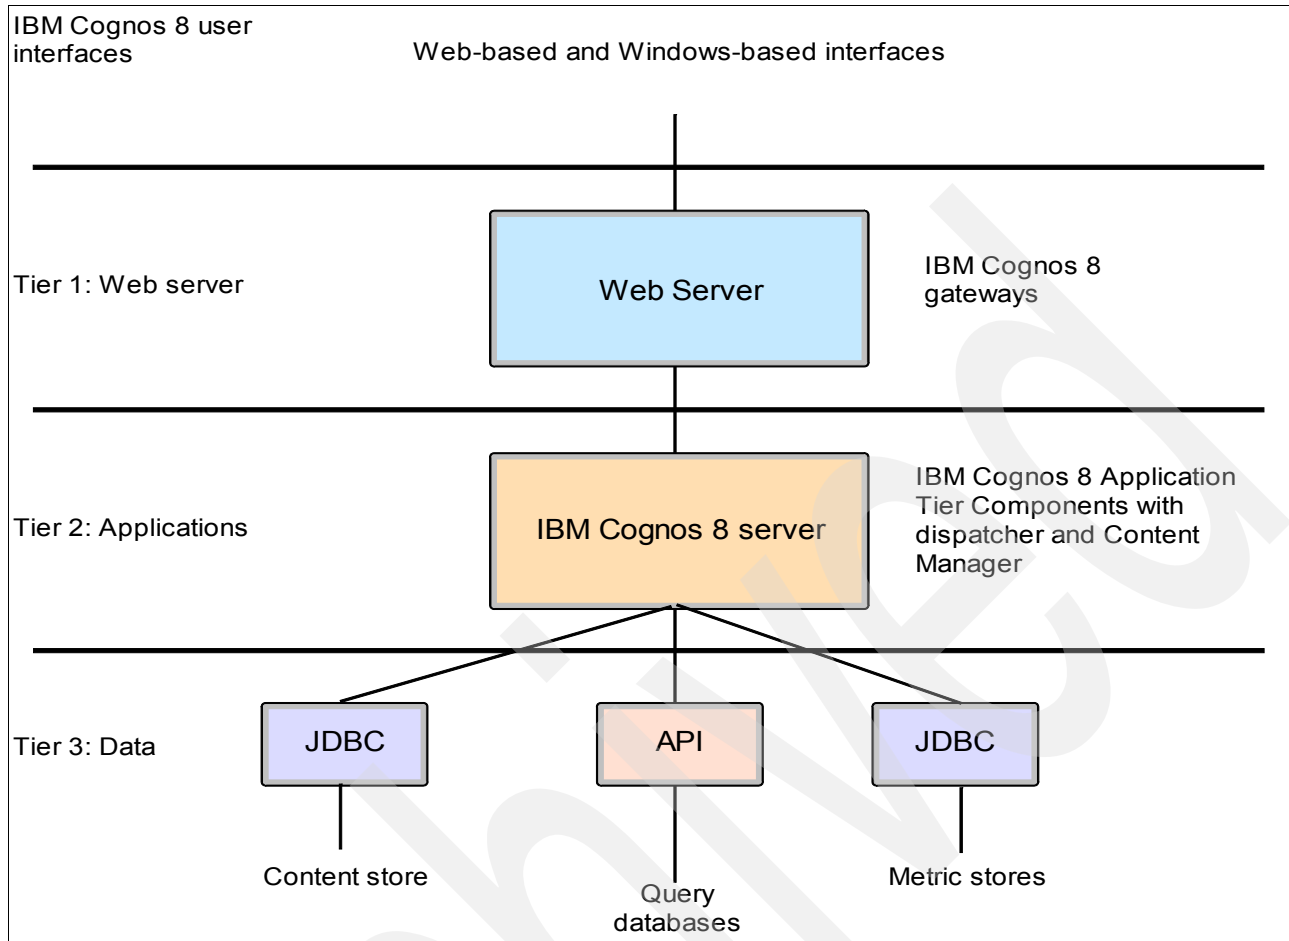 IBM Cognos 8 user
interfaces
Web-based and Windows-based interfaces
Tier 1: Web server
Web Server
IBM Cognos 8
gateways
Tier 2: Applications
IBM Cognos 8 server
IBM Cognos 8 Application
Tier Components with
dispatcher and Content
Manager
Tier 3: Data
JDBC
API
JDBC
Content store
Query
databases
Metric stores
hived